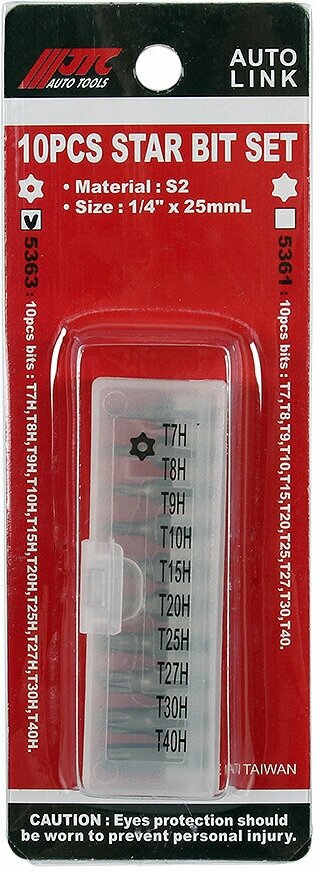 JTC
AUTO TOOLS
AUTO
LINK
10PCS STAR BIT SET
• Material : S2
• Size : 1/4" x 25mmL
5363 : 10pcs bits : T7H,T8H,T9H,T10H,T15H,T20H,T25H,T27H,T30H,T40H.
5361 : 10pcs bits : T7,T8,T9,T10,T15,T20,T25,T27,T30,T40.
T7H
T8H
T9H
T10H
T15H
T20H
T25H
T27H
T30H
T40H
TAIWAN
CAUTION : Eyes protection should
be worn to prevent personal injury.